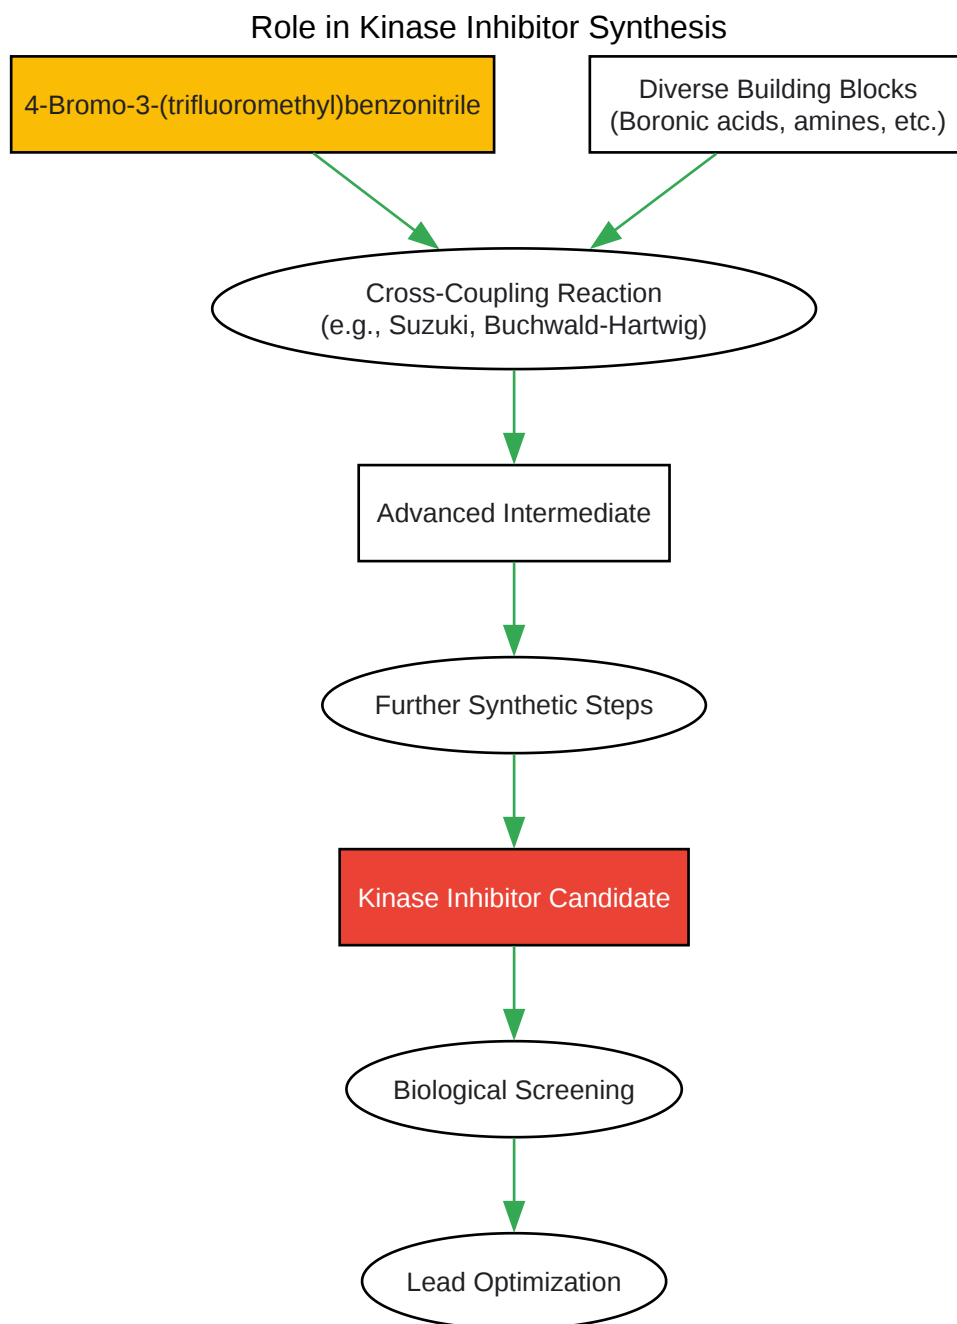 Role in Kinase Inhibitor Synthesis
4-Bromo-3-(trifluoromethyl)benzonitrile
Diverse Building Blocks
(Boronic acids, amines, etc.)
Cross-Coupling Reaction
(e.g., Suzuki, Buchwald-Hartwig)
Advanced Intermediate
Further Synthetic Steps
Kinase Inhibitor Candidate
Biological Screening
Lead Optimization